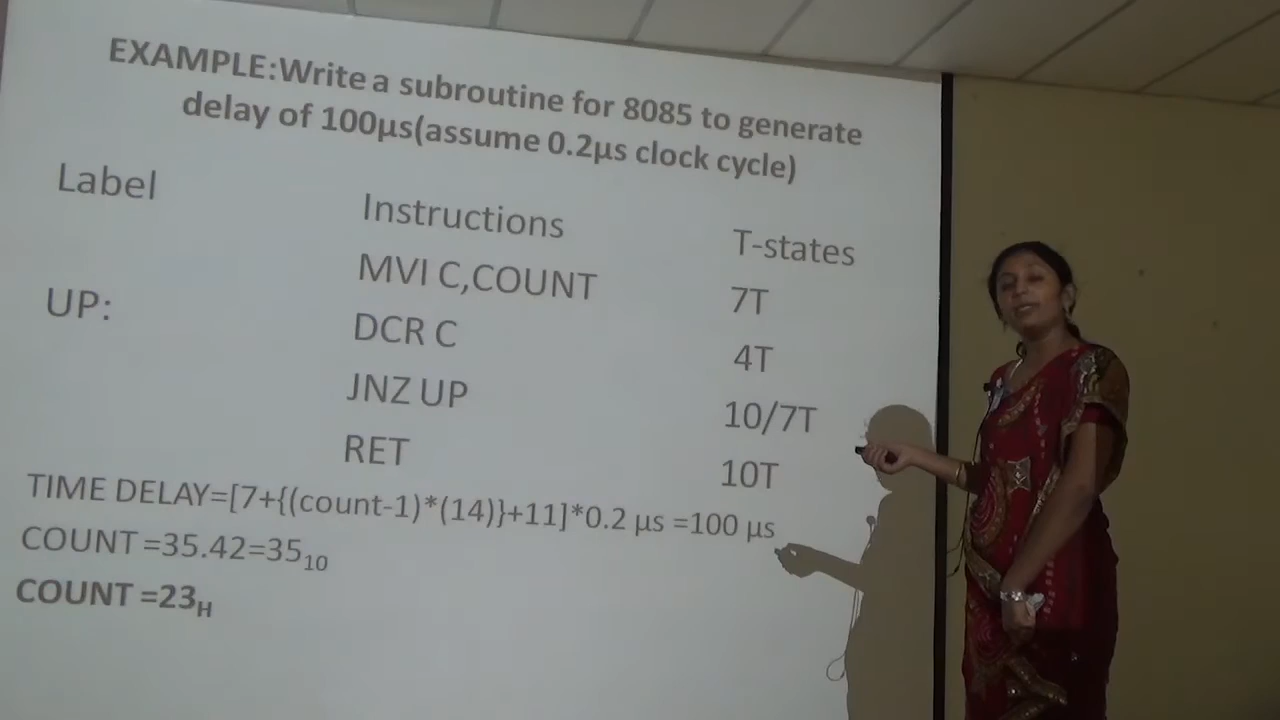 EXAMPLE:Write a subroutine for 8085 to generate
delay of 100µs(assume 0.2µs clock cycle)
Label Instructions T-states
MVI C,COUNT 7T
UP: DCR C 4T
JNZ UP 10/7T
RET 10T
TIME DELAY=[7+{(count-1)*(14)}+11]*0.2 µs =100 µs
COUNT =35.42=35₁₀
COUNT =23H